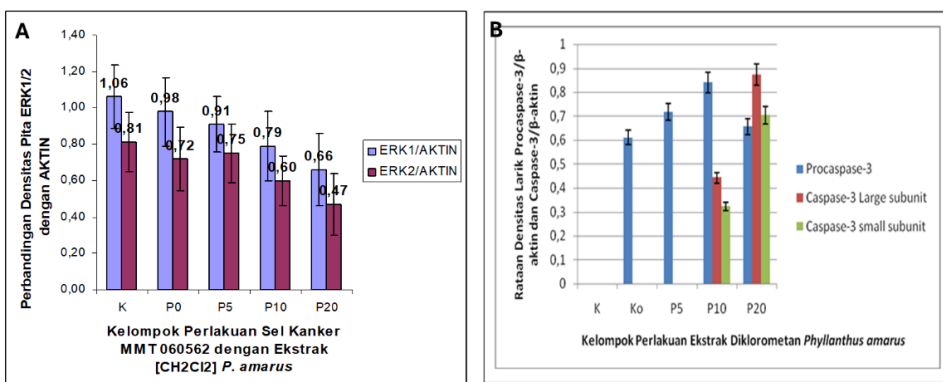 A
Perbandingan Densitas Pita ERK1/2
dengan AKTIN
1,40
1,20
1,00
0,80
0,60
0,40
0,20
0,00
1,06
0,81
0,98
0,72
0,91
0,75
0,79
0,60
0,66
0,47
K P0 P5 P10 P20
ERK1/AKTIN
ERK2/AKTIN
Kelompok Perlakuan Sel Kanker
MMT 060562 dengan Ekstrak
[CH2Cl2] P. amarus
B
Rataan Densitas Larik Procaspase-3/β-
aktin dan Caspase-3/β-aktin
1
0,9
0,8
0,7
0,6
0,5
0,4
0,3
0,2
0,1
0
K Ko P5 P10 P20
Procaspase-3
Caspase-3 Large subunit
Caspase-3 small subunit
Kelompok Perlakuan Ekstrak Diklorometan Phyllanthus amarus